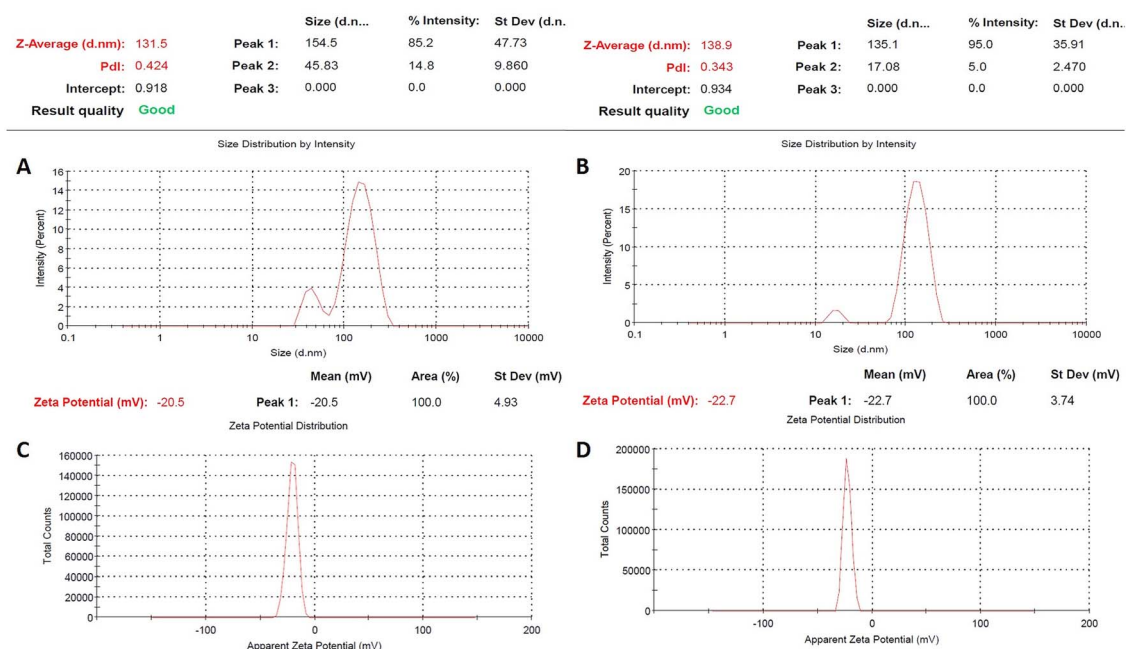 Size (d.n... % Intensity: St Dev (d.n.
Z-Average (d.nm): 131.5 Peak 1: 154.5 85.2 47.73
PdI: 0.424 Peak 2: 45.83 14.8 9.860
Intercept: 0.918 Peak 3: 0.000 0.0 0.000
Result quality Good
Size (d.n... % Intensity: St Dev (d.n..
Z-Average (d.nm): 138.9 Peak 1: 135.1 95.0 35.91
PdI: 0.343 Peak 2: 17.08 5.0 2.470
Intercept: 0.934 Peak 3: 0.000 0.0 0.000
Result quality Good
A
Size Distribution by Intensity
Intensity (Percent)
16
14
12
10
8
6
4
2
0
0.1 1 10 100 1000 10000
Size (d.nm)
B
Size Distribution by Intensity
Intensity (Percent)
20
15
10
5
0
0.1 1 10 100 1000 10000
Size (d.nm)
Mean (mV) Area (%) St Dev (mV)
Zeta Potential (mV): -20.5 Peak 1: -20.5 100.0 4.93
Mean (mV) Area (%) St Dev (mV)
Zeta Potential (mV): -22.7 Peak 1: -22.7 100.0 3.74
C
Zeta Potential Distribution
Total Counts
160000
140000
120000
100000
80000
60000
40000
20000
0
-100 0 100 200
Apparent Zeta Potential (mV)
D
Zeta Potential Distribution
Total Counts
200000
150000
100000
50000
0
-100 0 100 200
Apparent Zeta Potential (mV)